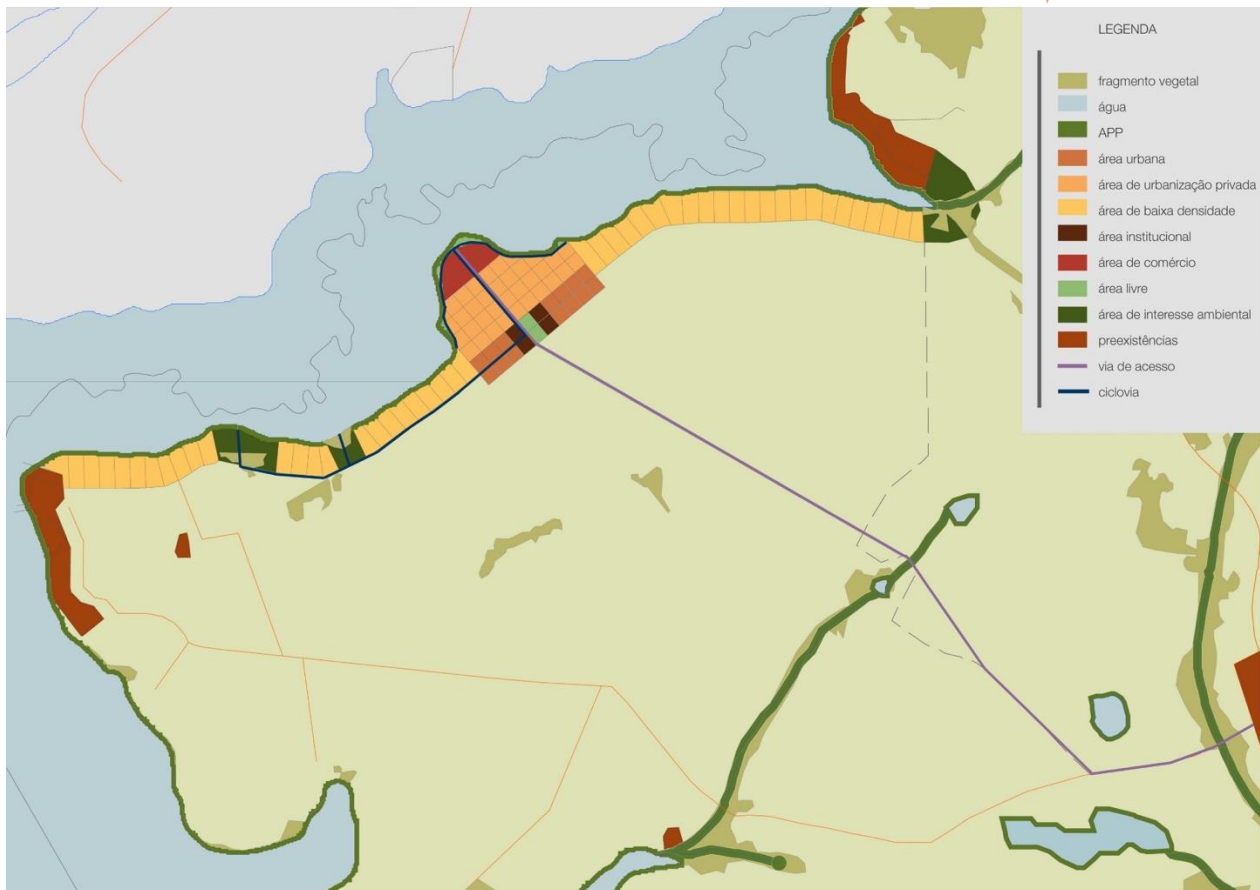 LEGENDA
fragmento vegetal
água
APP
área urbana
área de urbanização privada
área de baixa densidade
área institucional
área de comércio
área livre
área de interesse ambiental
preexistências
via de acesso
ciclovia